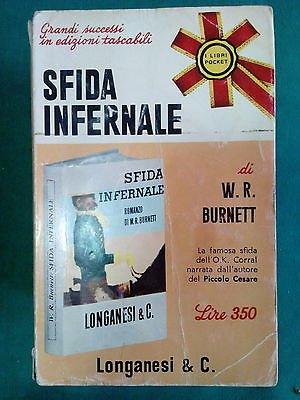 Grandi successi
in edizioni tascabili
I LIBRI
POCKET
SFIDA
INFERNALE
di
W. R.
BURNETT
SFIDA
INFERNALE
ROMANZO
DI W. R. BURNETT
LONGANESI & C.
W. R. Burnett SFIDA INFERNALE
La famosa sfida
dell'O.K. Corral
narrata dall'autore
del Piccolo Cesare
Lire 350
Longanesi & C.